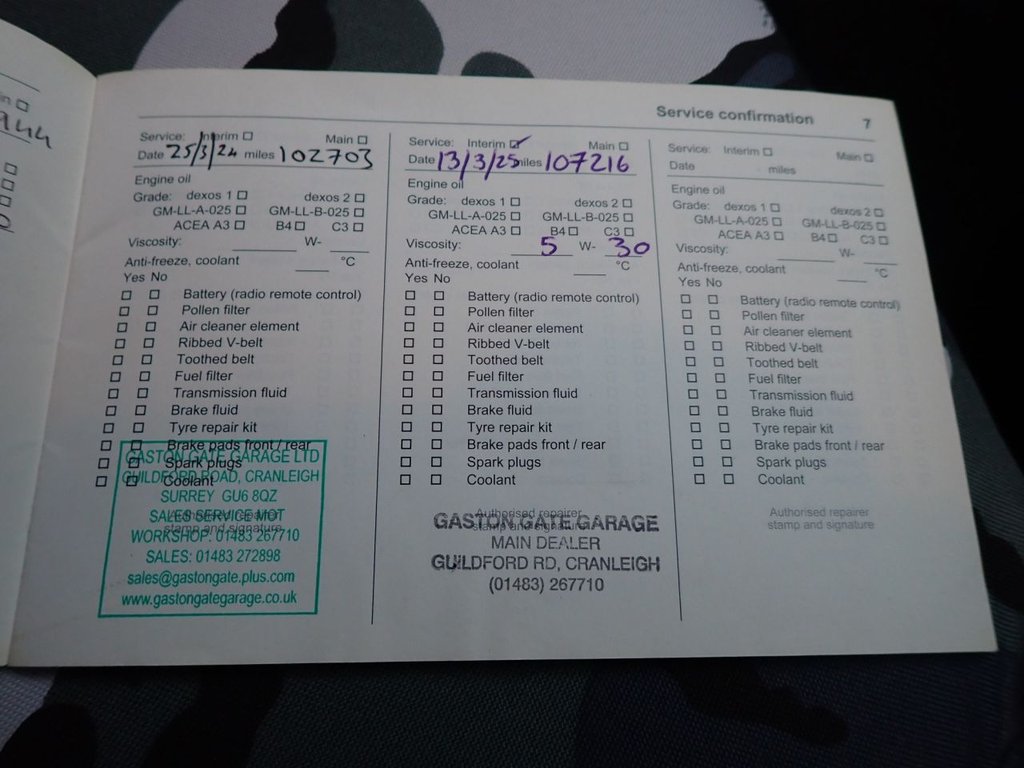 in
ann
Service confirmation 7
Service: Interim Main
Date 25/3/24 miles 102703
Engine oil
Grade: dexos 1 dexos 2
GM-LL-A-025 GM-LL-B-025
ACEA A3 B4 C3
Viscosity: W-
Anti-freeze, coolant °C
Yes No
Battery (radio remote control)
Pollen filter
Air cleaner element
Ribbed V-belt
Toothed belt
Fuel filter
Transmission fluid
Brake fluid
Tyre repair kit
Brake pads front / rear
Spark plugs
Coolant
Authorised repairer
stamp and signature
GASTON GATE GARAGE LTD
GUILDFORD ROAD, CRANLEIGH
SURREY GU6 8QZ
SALES SERVICE MOT
WORKSHOP: 01483 267710
SALES: 01483 272898
sales@gastongate.plus.com
www.gastongategarage.co.uk
Service: Interim ✓ Main
Date 13/3/25 miles 107216
Engine oil
Grade: dexos 1 dexos 2
GM-LL-A-025 GM-LL-B-025
ACEA A3 B4 C3
Viscosity: 5 W- 30
Anti-freeze, coolant °C
Yes No
Battery (radio remote control)
Pollen filter
Air cleaner element
Ribbed V-belt
Toothed belt
Fuel filter
Transmission fluid
Brake fluid
Tyre repair kit
Brake pads front / rear
Spark plugs
Coolant
Authorised repairer
stamp and signature
GASTON GATE GARAGE
MAIN DEALER
GUILDFORD RD, CRANLEIGH
(01483) 267710
Service: Interim Main
Date miles
Engine oil
Grade: dexos 1 dexos 2
GM-LL-A-025 GM-LL-B-025
ACEA A3 B4 C3
Viscosity: W-
Anti-freeze, coolant °C
Yes No
Battery (radio remote control)
Pollen filter
Air cleaner element
Ribbed V-belt
Toothed belt
Fuel filter
Transmission fluid
Brake fluid
Tyre repair kit
Brake pads front / rear
Spark plugs
Coolant
Authorised repairer
stamp and signature